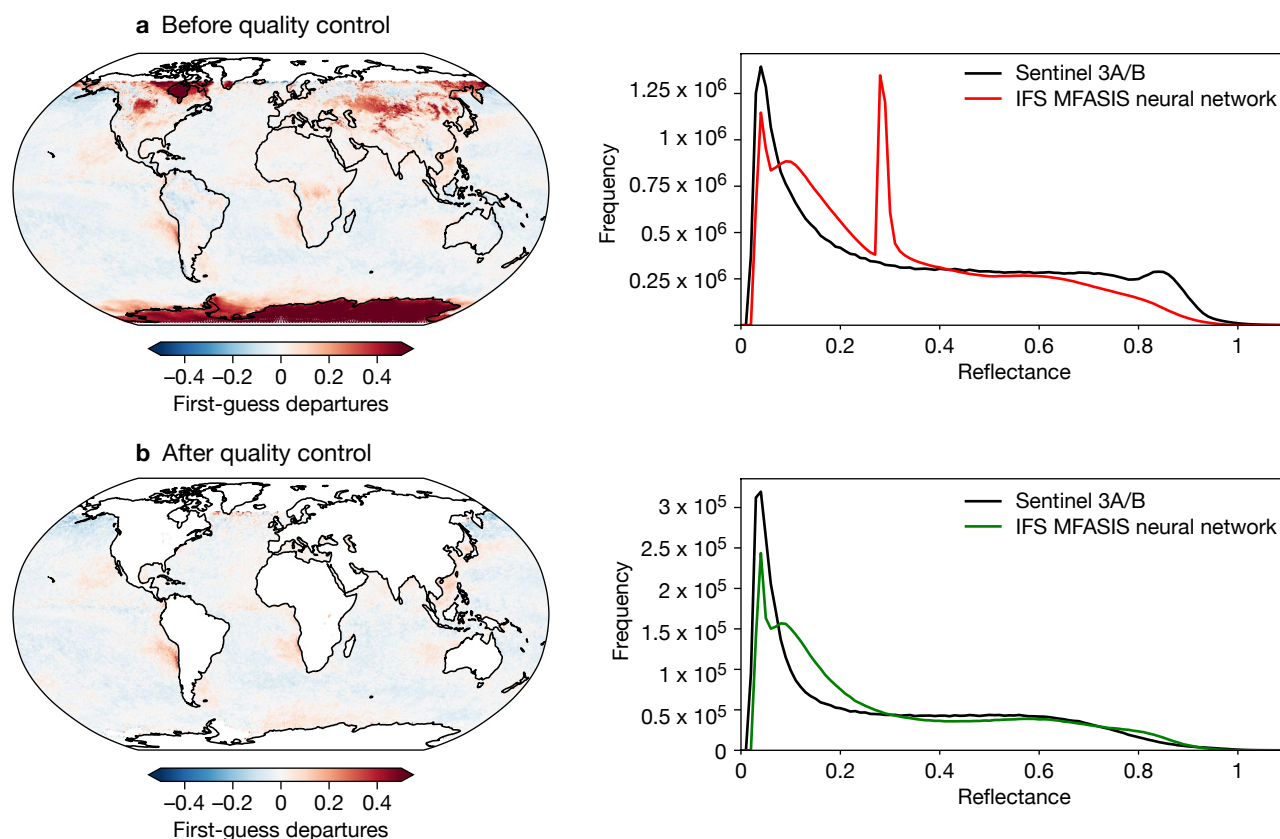 a Before quality control
−0.4 −0.2 0 0.2 0.4
First-guess departures
Frequency
1.25 x 10⁶
1 x 10⁶
0.75 x 10⁶
0.5 x 10⁶
0.25 x 10⁶
Sentinel 3A/B
IFS MFASIS neural network
0 0.2 0.4 0.6 0.8 1
Reflectance
b After quality control
−0.4 −0.2 0 0.2 0.4
First-guess departures
Frequency
3 x 10⁵
2.5 x 10⁵
1.5 x 10⁵
1 x 10⁵
0.5 x 10⁵
0
Sentinel 3A/B
IFS MFASIS neural network
0 0.2 0.4 0.6 0.8 1
Reflectance